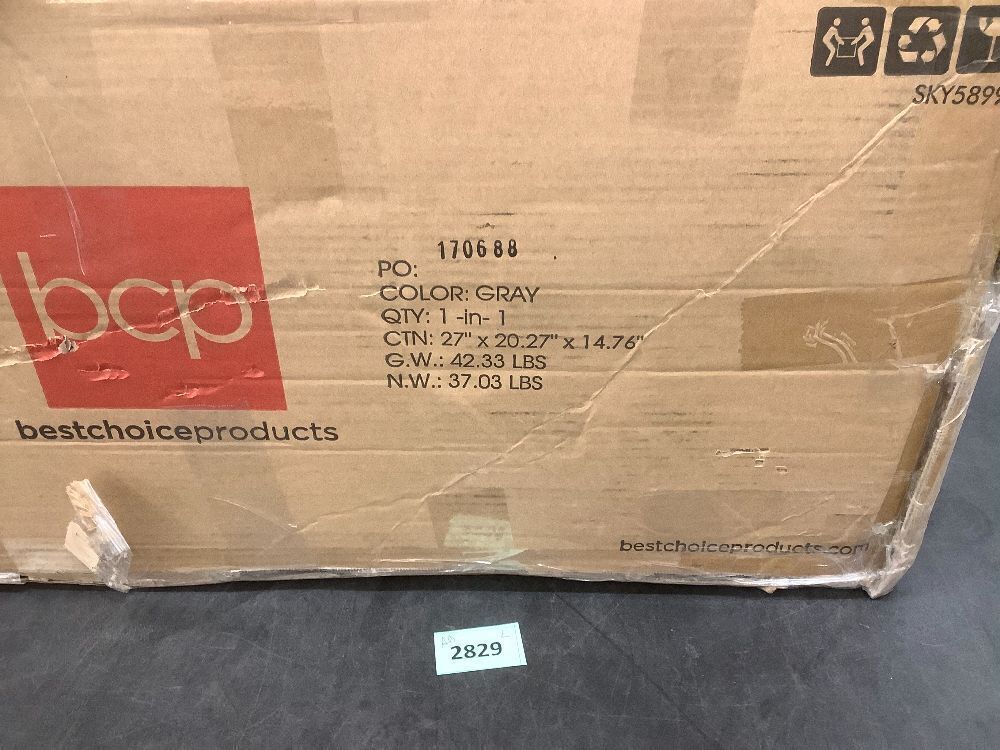 SKY589
170688
PO:
COLOR: GRAY
QTY: 1 -in- 1
CTN: 27" x 20.27" x 14.76"
G.W.: 42.33 LBS
N.W.: 37.03 LBS
bcp
bestchoiceproducts
bestchoiceproducts.com
2829